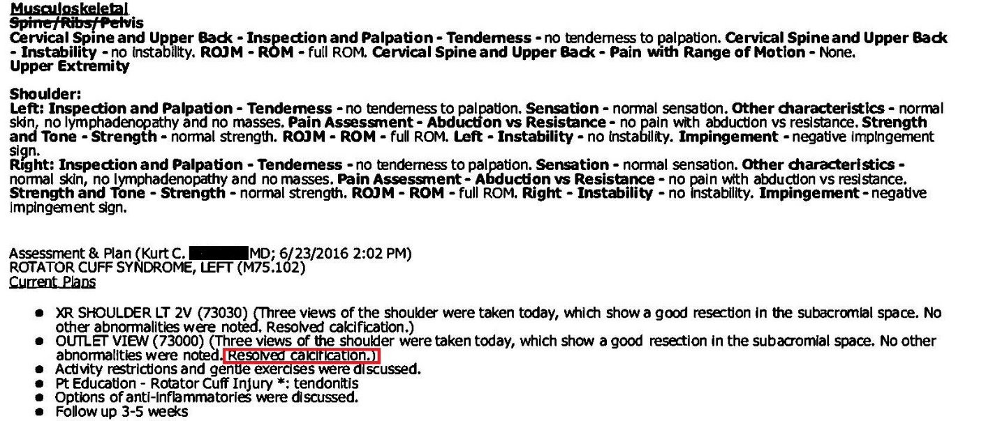 Musculoskeletal
Spine/Ribs/Pelvis
Cervical Spine and Upper Back - Inspection and Palpation - Tenderness - no tenderness to palpation. Cervical Spine and Upper Back
- Instability - no instability. ROJM - ROM - full ROM. Cervical Spine and Upper Back - Pain with Range of Motion - None.
Upper Extremity
Shoulder:
Left: Inspection and Palpation - Tenderness - no tenderness to palpation. Sensation - normal sensation. Other characteristics - normal
skin, no lymphadenopathy and no masses. Pain Assessment - Abduction vs Resistance - no pain with abduction vs resistance. Strength
and Tone - Strength - normal strength. ROJM - ROM - full ROM. Left - Instability - no instability. Impingement - negative impingement
sign.
Right: Inspection and Palpation - Tenderness - no tenderness to palpation. Sensation - normal sensation. Other characteristics -
normal skin, no lymphadenopathy and no masses. Pain Assessment - Abduction vs Resistance - no pain with abduction vs resistance.
Strength and Tone - Strength - normal strength. ROJM - ROM - full ROM. Right - Instability - no instability. Impingement - negative
impingement sign.
Assessment & Plan (Kurt C. MD; 6/23/2016 2:02 PM)
ROTATOR CUFF SYNDROME, LEFT (M75.102)
Current Plans
● XR SHOULDER LT 2V (73030) (Three views of the shoulder were taken today, which show a good resection in the subacromial space. No
other abnormalities were noted. Resolved calcification.)
● OUTLET VIEW (73000) (Three views of the shoulder were taken today, which show a good resection in the subacromial space. No other
abnormalities were noted. Resolved calcification.)
● Activity restrictions and gentle exercises were discussed.
● Pt Education - Rotator Cuff Injury *: tendonitis
● Options of anti-inflammatories were discussed.
● Follow up 3-5 weeks